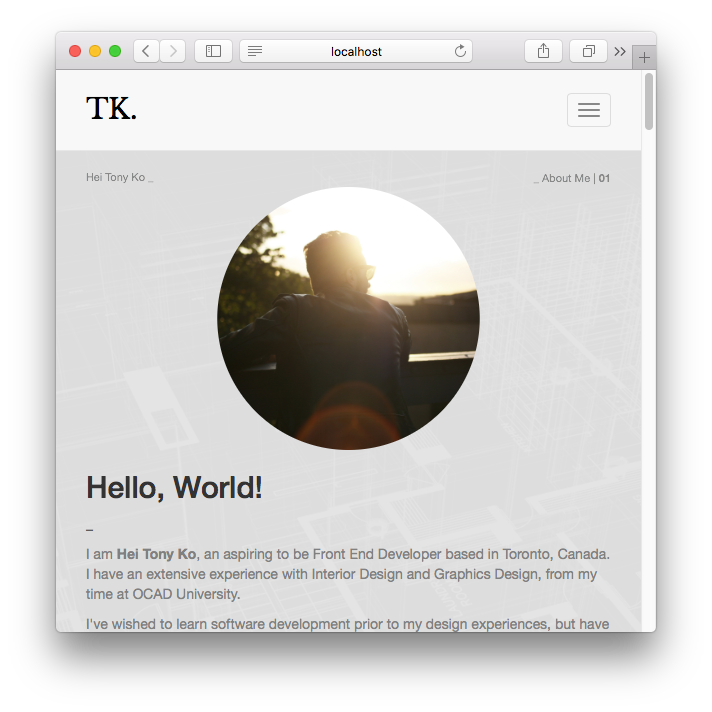 localhost
TK.
Hei Tony Ko _
_ About Me | 01
Hello, World!
_
I am Hei Tony Ko, an aspiring to be Front End Developer based in Toronto, Canada.
I have an extensive experience with Interior Design and Graphics Design, from my
time at OCAD University.
I've wished to learn software development prior to my design experiences, but have